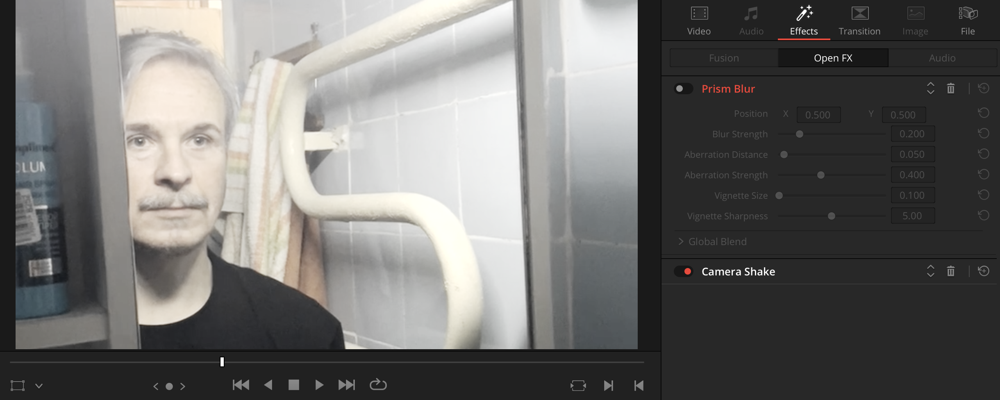 Video
Audio
Effects
Transition
Image
File
Fusion
Open FX
Audio
Prism Blur
Position X 0.500 Y 0.500
Blur Strength 0.200
Aberration Distance 0.050
Aberration Strength 0.400
Vignette Size 0.100
Vignette Sharpness 5.00
Global Blend
Camera Shake